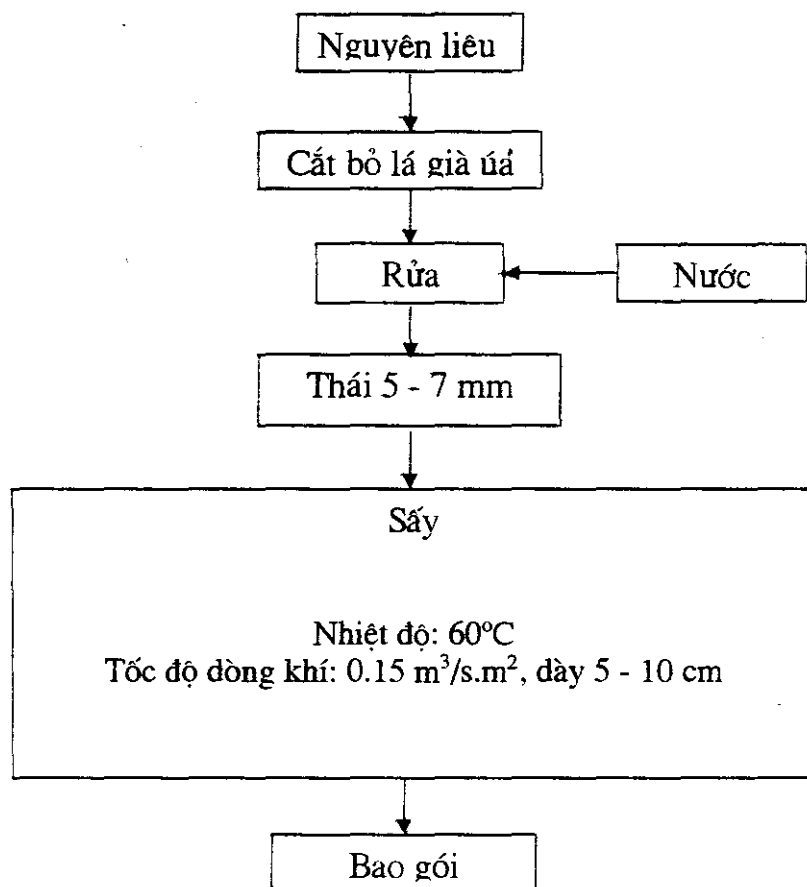 Nguyên liêu
Cắt bỏ lá già úá
Rửa
Nước
Thái 5 - 7 mm
Sấy
Nhiệt độ: 60°C
Tốc độ dòng khí: 0.15 m³/s.m², dày 5 - 10 cm
Bao gói